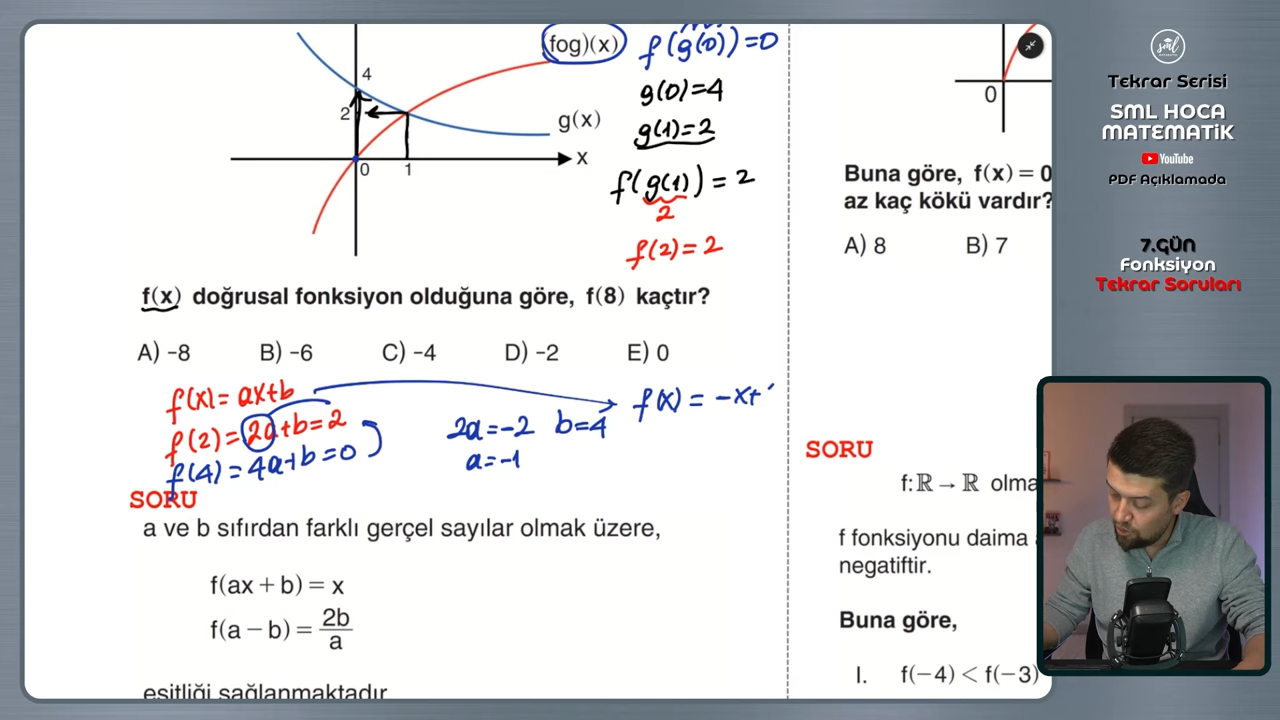 fog)(x)
f(g(0))=0
4
g(0)=4
2
g(x)
g(1)=2
x
0
1
f(g(1))=2
2
f(2)=2
f(x) doğrusal fonksiyon olduğuna göre, f(8) kaçtır?
A) -8 B) -6 C) -4 D) -2 E) 0
f(x)=ax+b
f(2)=2a+b=2
f(4)=4a+b=0
2a=-2 b=4
a=-1
f(x)=-x+
SORU
a ve b sıfırdan farklı gerçel sayılar olmak üzere,
f(ax + b) = x
f(a − b) = 2b/a
eşitliği sağlanmaktadır
0
Buna göre, f(x) = 0
az kaç kökü vardır?
A) 8 B) 7
SORU
f: ℝ → ℝ olma
f fonksiyonu daima
negatiftir.
Buna göre,
I. f(−4) < f(−3)
sml
Tekrar Serisi
SML HOCA
MATEMATİK
YouTube
PDF Açıklamada
7.GÜN
Fonksiyon
Tekrar Soruları